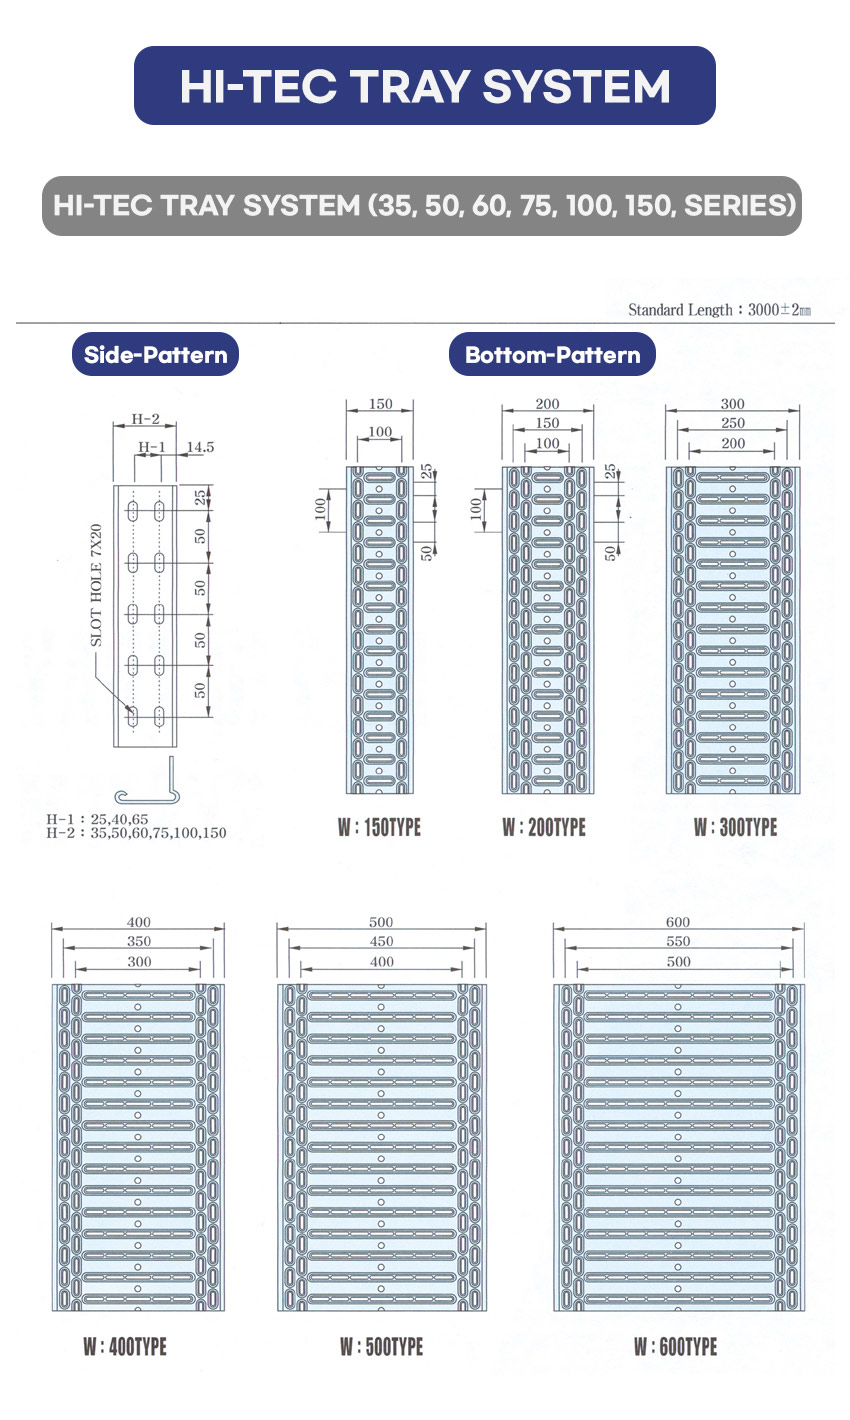 HI-TEC TRAY SYSTEM
HI-TEC TRAY SYSTEM (35, 50, 60, 75, 100, 150, SERIES)
Standard Length : 3000±2㎜
Side-Pattern
Bottom-Pattern
H-2
H-1
14.5
25
50
50
50
50
SLOT HOLE 7X20
H-1 : 25,40,65
H-2 : 35,50,60,75,100,150
150
100
100
25
50
W : 150TYPE
200
150
100
100
25
50
W : 200TYPE
300
250
200
W : 300TYPE
400
350
300
W : 400TYPE
500
450
400
W : 500TYPE
600
550
500
W : 600TYPE